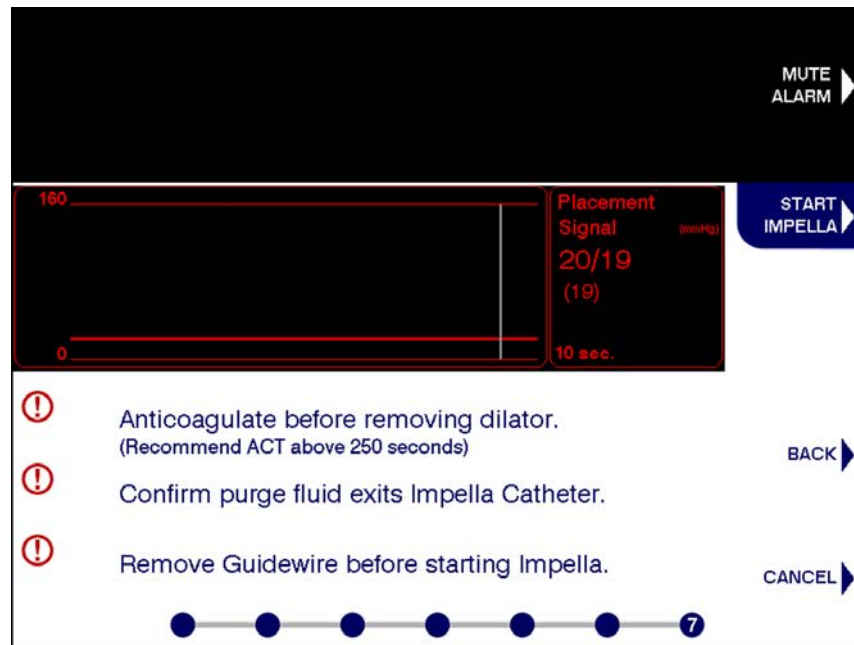 MUTE
ALARM
160
Placement
Signal (mmHg)
START
IMPELLA
20/19
(19)
0
10 sec.
Anticoagulate before removing dilator.
(Recommend ACT above 250 seconds)
BACK
Confirm purge fluid exits Impella Catheter.
Remove Guidewire before starting Impella.
CANCEL
7